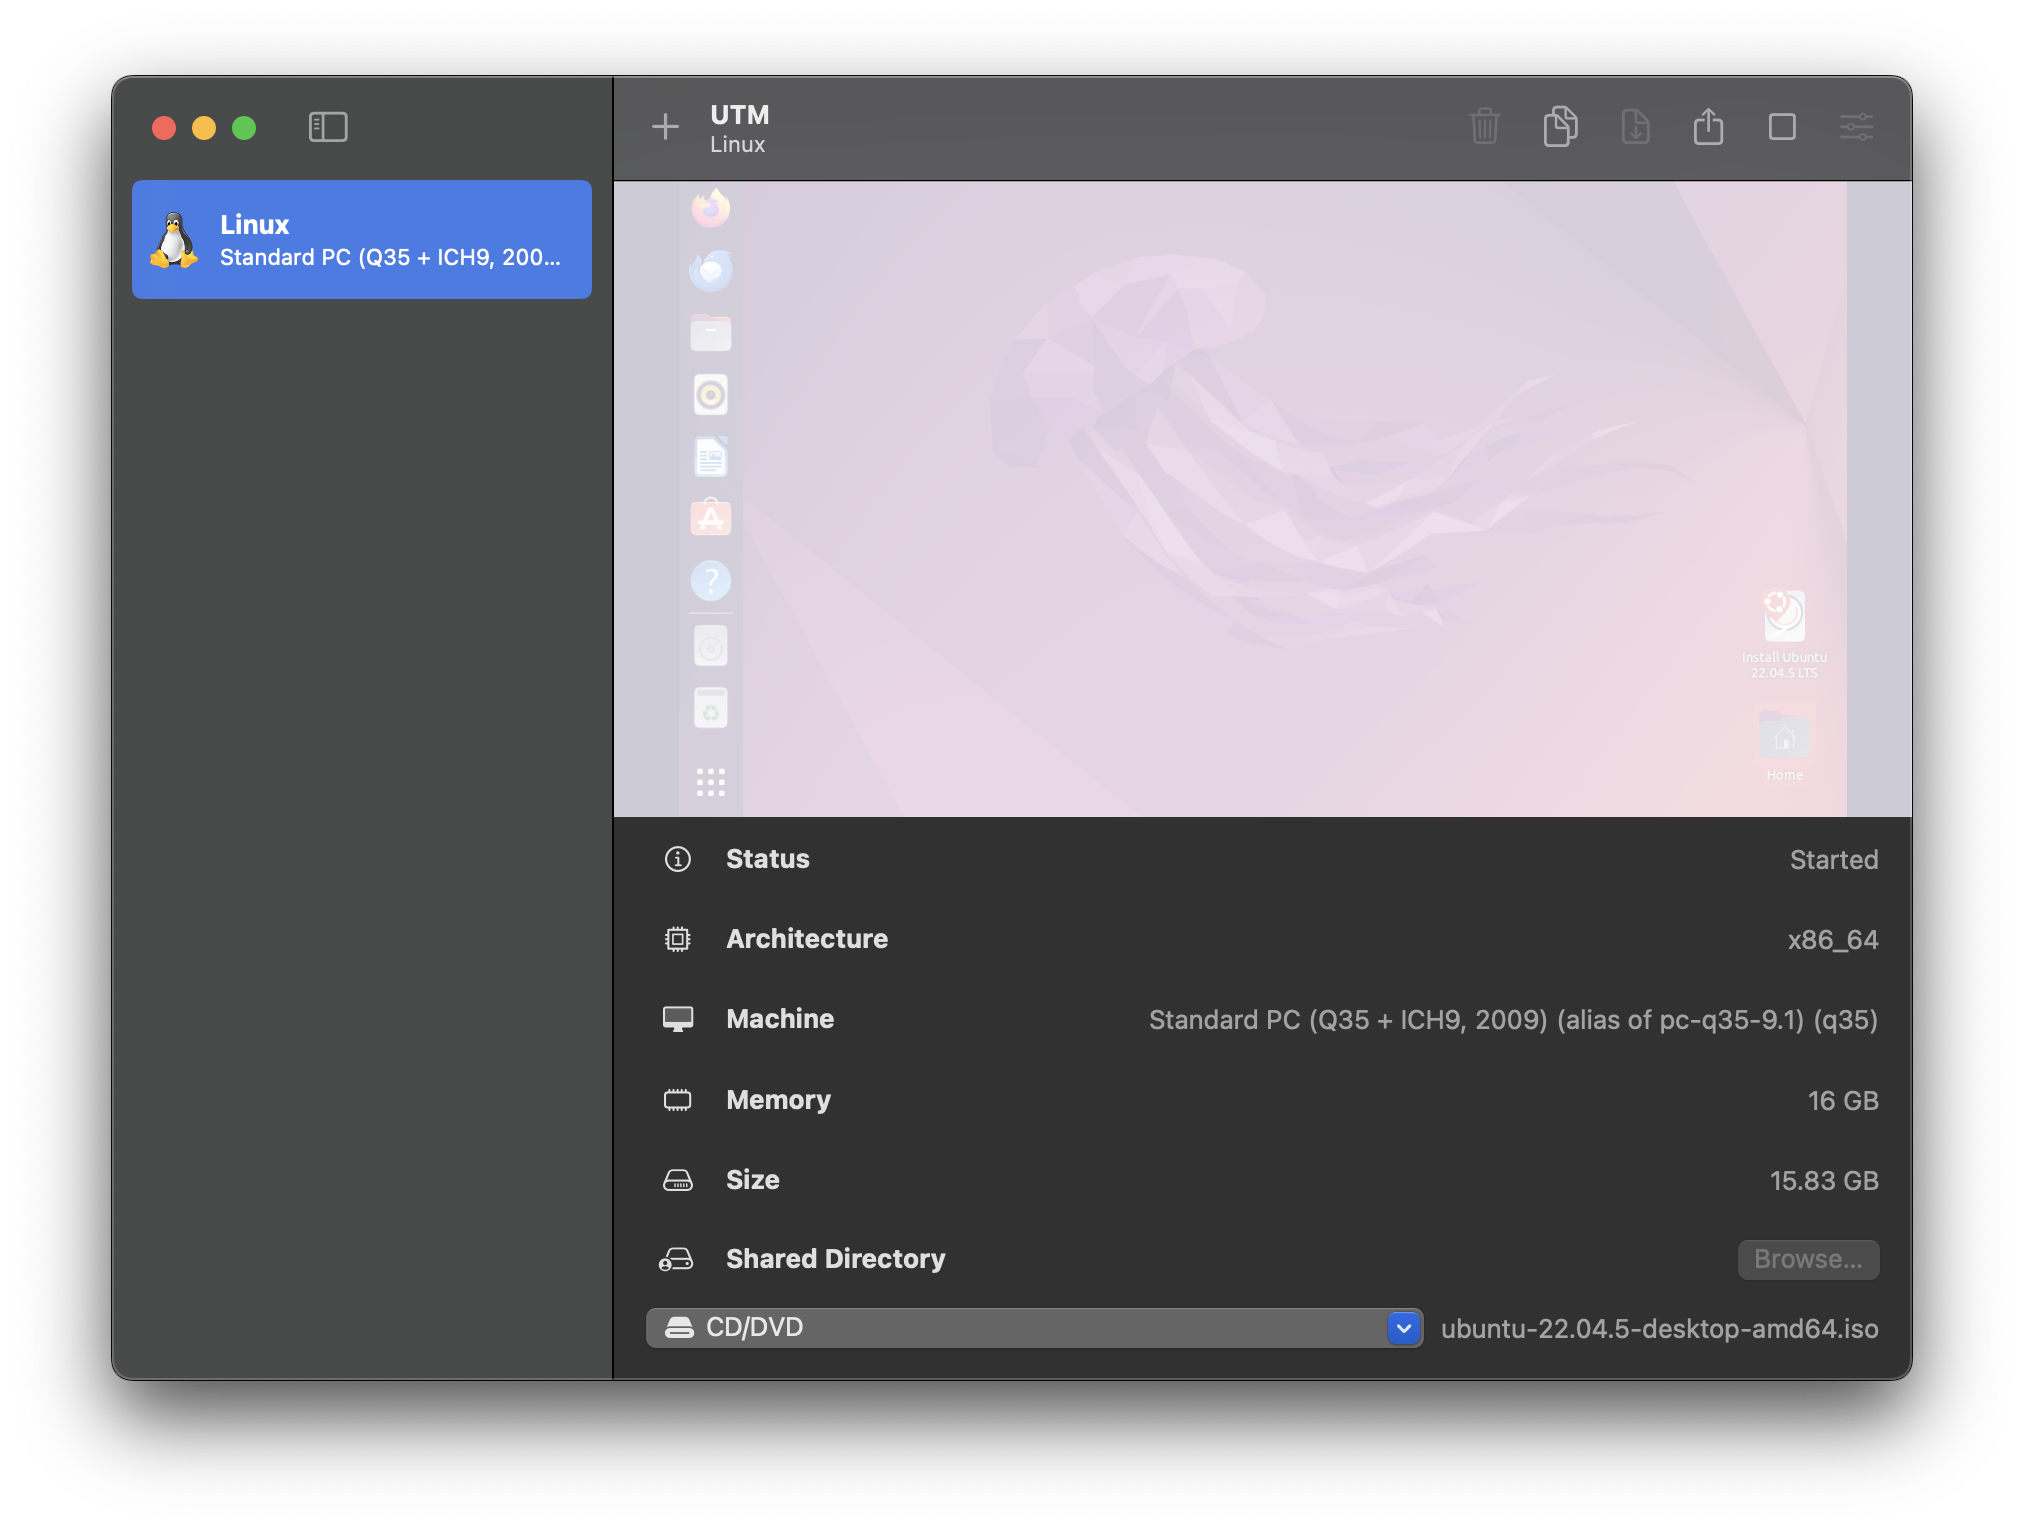 UTM
Linux
Linux
Standard PC (Q35 + ICH9, 200...
Install Ubuntu
22.04.5 LTS
Home
Status
Started
Architecture
x86_64
Machine
Standard PC (Q35 + ICH9, 2009) (alias of pc-q35-9.1) (q35)
Memory
16 GB
Size
15.83 GB
Shared Directory
Browse...
CD/DVD
ubuntu-22.04.5-desktop-amd64.iso